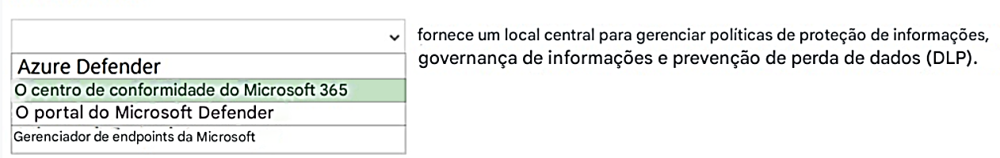 fornece um local central para gerenciar políticas de proteção de informações,
governança de informações e prevenção de perda de dados (DLP).
Azure Defender
O centro de conformidade do Microsoft 365
O portal do Microsoft Defender
Gerenciador de endpoints da Microsoft